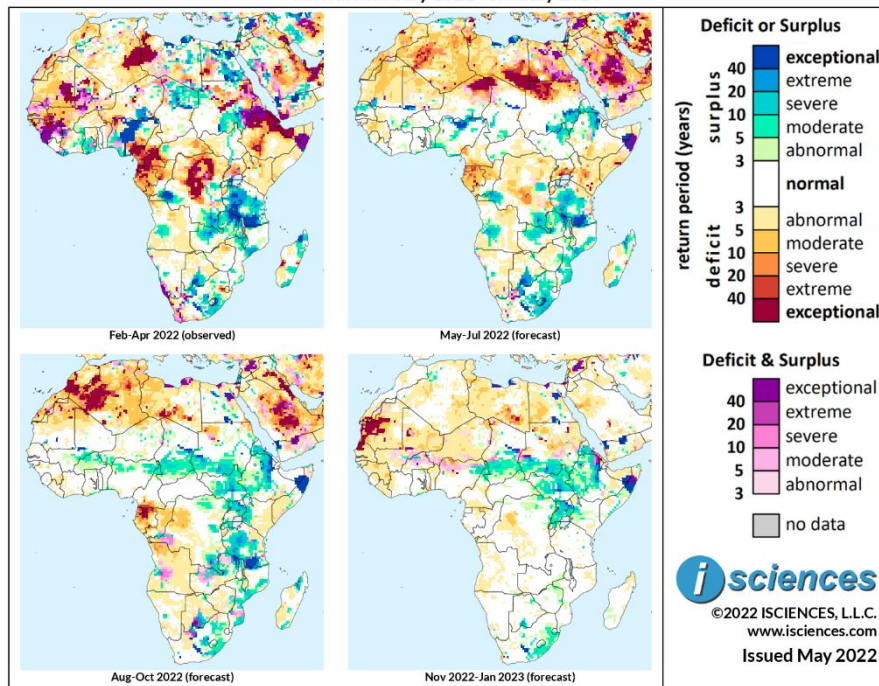 Feb-Apr 2022 (observed)
May-Jul 2022 (forecast)
Aug-Oct 2022 (forecast)
Nov 2022-Jan 2023 (forecast)
Deficit or Surplus
return period (years)
surplus
deficit
exceptional
40
extreme
20
severe
10
moderate
5
abnormal
3
normal
3
abnormal
5
moderate
10
severe
20
extreme
40
exceptional
Deficit & Surplus
exceptional
40
extreme
20
severe
10
moderate
5
abnormal
3
no data
i sciences
©2022 ISCIENCES, L.L.C.
www.isciences.com
Issued May 2022